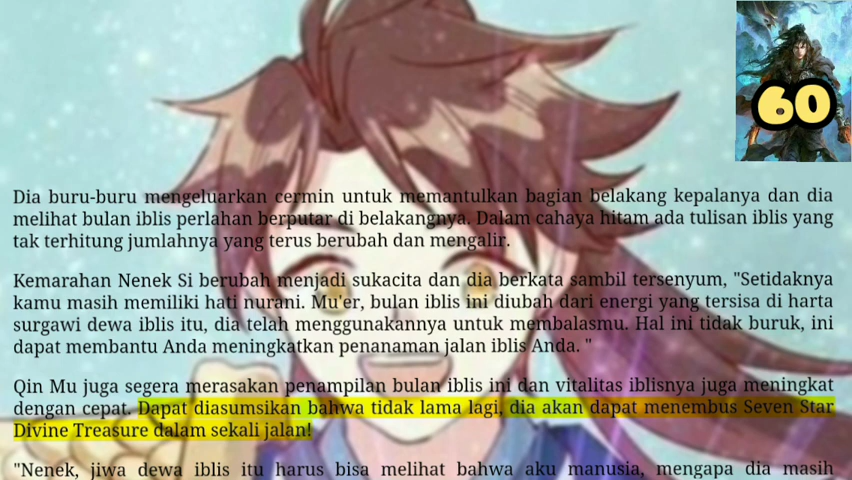 60
Dia buru-buru mengeluarkan cermin untuk memantulkan bagian belakang kepalanya dan dia
melihat bulan iblis perlahan berputar di belakangnya. Dalam cahaya hitam ada tulisan iblis yang
tak terhitung jumlahnya yang terus berubah dan mengalir.
Kemarahan Nenek Si berubah menjadi sukacita dan dia berkata sambil tersenyum, "Setidaknya
kamu masih memiliki hati nurani. Mu'er, bulan iblis ini diubah dari energi yang tersisa di harta
surgawi dewa iblis itu, dia telah menggunakannya untuk membalasmu. Hal ini tidak buruk, ini
dapat membantu Anda meningkatkan penanaman jalan iblis Anda. "
Qin Mu juga segera merasakan penampilan bulan iblis ini dan vitalitas iblisnya juga meningkat
dengan cepat. Dapat diasumsikan bahwa tidak lama lagi, dia akan dapat menembus Seven Star
Divine Treasure dalam sekali jalan!
"Nenek, jiwa dewa iblis itu harus bisa melihat bahwa aku manusia, mengapa dia masih